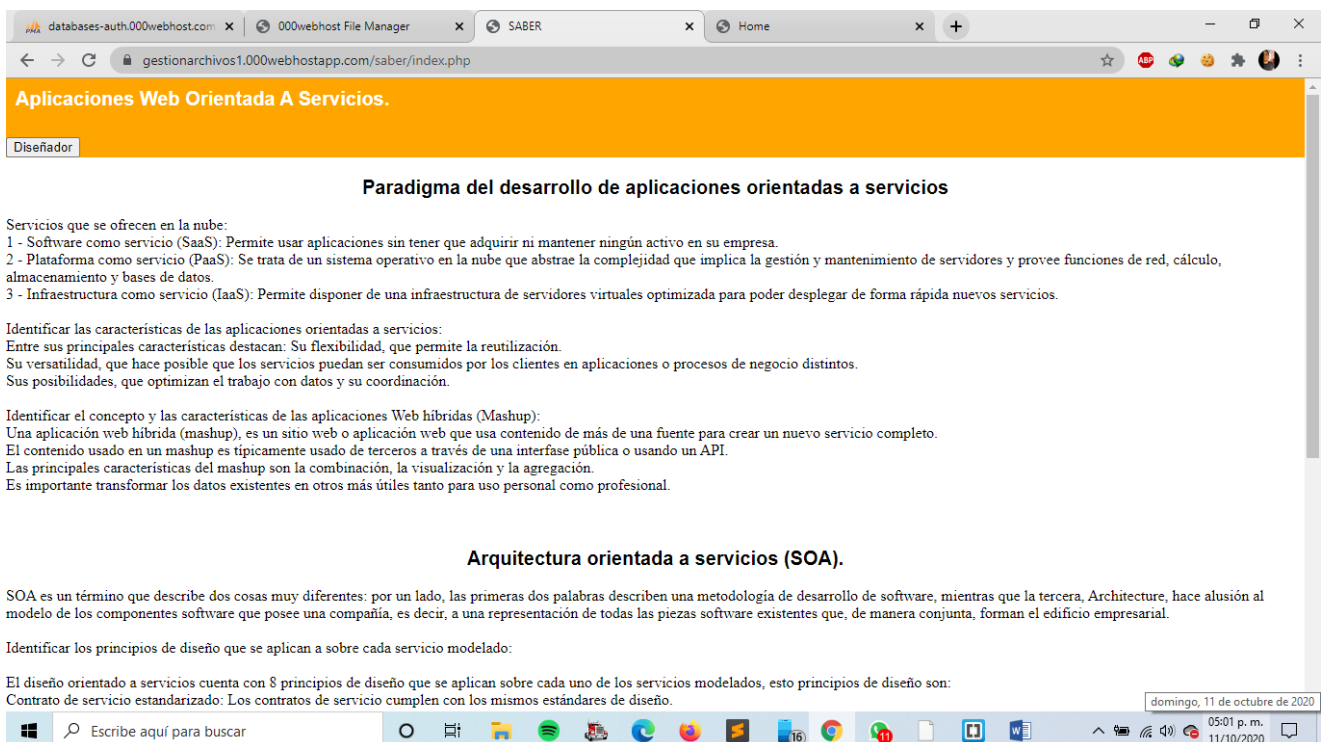 databases-auth.000webhost.com
000webhost File Manager
SABER
Home
gestionarchivos1.000webhostapp.com/saber/index.php
ABP
Aplicaciones Web Orientada A Servicios.
Diseñador
Paradigma del desarrollo de aplicaciones orientadas a servicios
Servicios que se ofrecen en la nube:
1 - Software como servicio (SaaS): Permite usar aplicaciones sin tener que adquirir ni mantener ningún activo en su empresa.
2 - Plataforma como servicio (PaaS): Se trata de un sistema operativo en la nube que abstrae la complejidad que implica la gestión y mantenimiento de servidores y provee funciones de red, cálculo,
almacenamiento y bases de datos.
3 - Infraestructura como servicio (IaaS): Permite disponer de una infraestructura de servidores virtuales optimizada para poder desplegar de forma rápida nuevos servicios.
Identificar las características de las aplicaciones orientadas a servicios:
Entre sus principales características destacan: Su flexibilidad, que permite la reutilización.
Su versatilidad, que hace posible que los servicios puedan ser consumidos por los clientes en aplicaciones o procesos de negocio distintos.
Sus posibilidades, que optimizan el trabajo con datos y su coordinación.
Identificar el concepto y las características de las aplicaciones Web híbridas (Mashup):
Una aplicación web híbrida (mashup), es un sitio web o aplicación web que usa contenido de más de una fuente para crear un nuevo servicio completo.
El contenido usado en un mashup es típicamente usado de terceros a través de una interfase pública o usando un API.
Las principales características del mashup son la combinación, la visualización y la agregación.
Es importante transformar los datos existentes en otros más útiles tanto para uso personal como profesional.
Arquitectura orientada a servicios (SOA).
SOA es un término que describe dos cosas muy diferentes: por un lado, las primeras dos palabras describen una metodología de desarrollo de software, mientras que la tercera, Architecture, hace alusión al
modelo de los componentes software que posee una compañía, es decir, a una representación de todas las piezas software existentes que, de manera conjunta, forman el edificio empresarial.
Identificar los principios de diseño que se aplican a sobre cada servicio modelado:
El diseño orientado a servicios cuenta con 8 principios de diseño que se aplican sobre cada uno de los servicios modelados, esto principios de diseño son:
Contrato de servicio estandarizado: Los contratos de servicio cumplen con los mismos estándares de diseño.
domingo, 11 de octubre de 2020
Escribe aquí para buscar
16
11
05:01 p. m.
11/10/2020